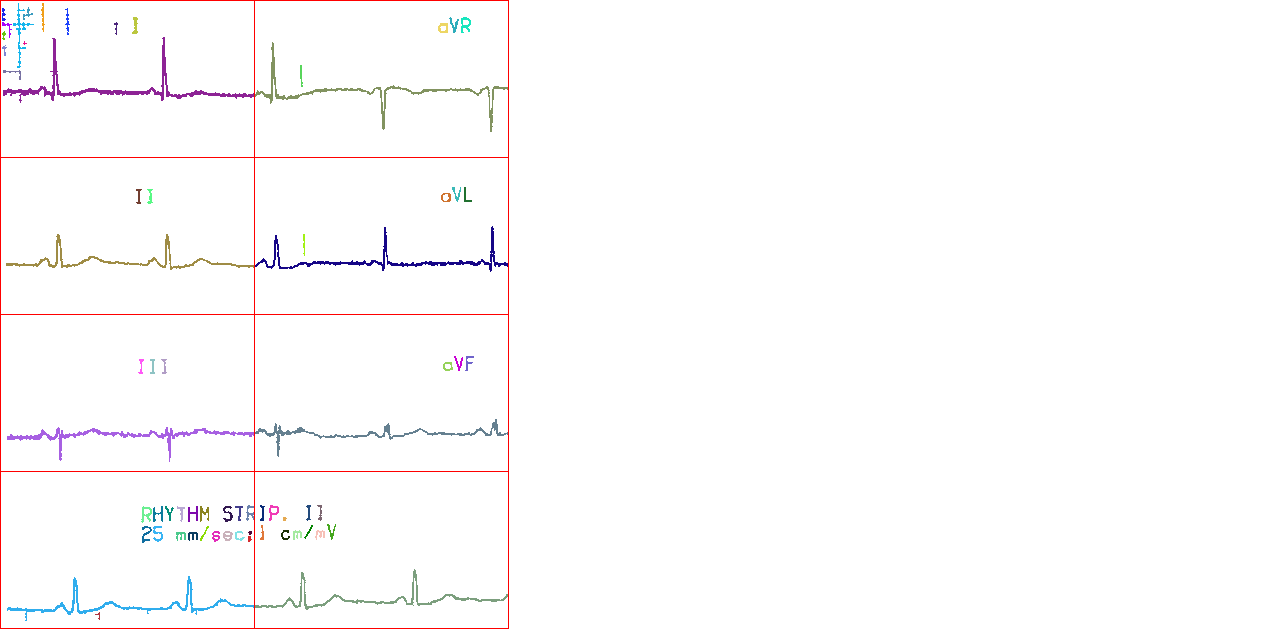 I aVR
II aVL
III aVF
RHYTHM STRIP. II
25 mm/sec;1 cm/mV